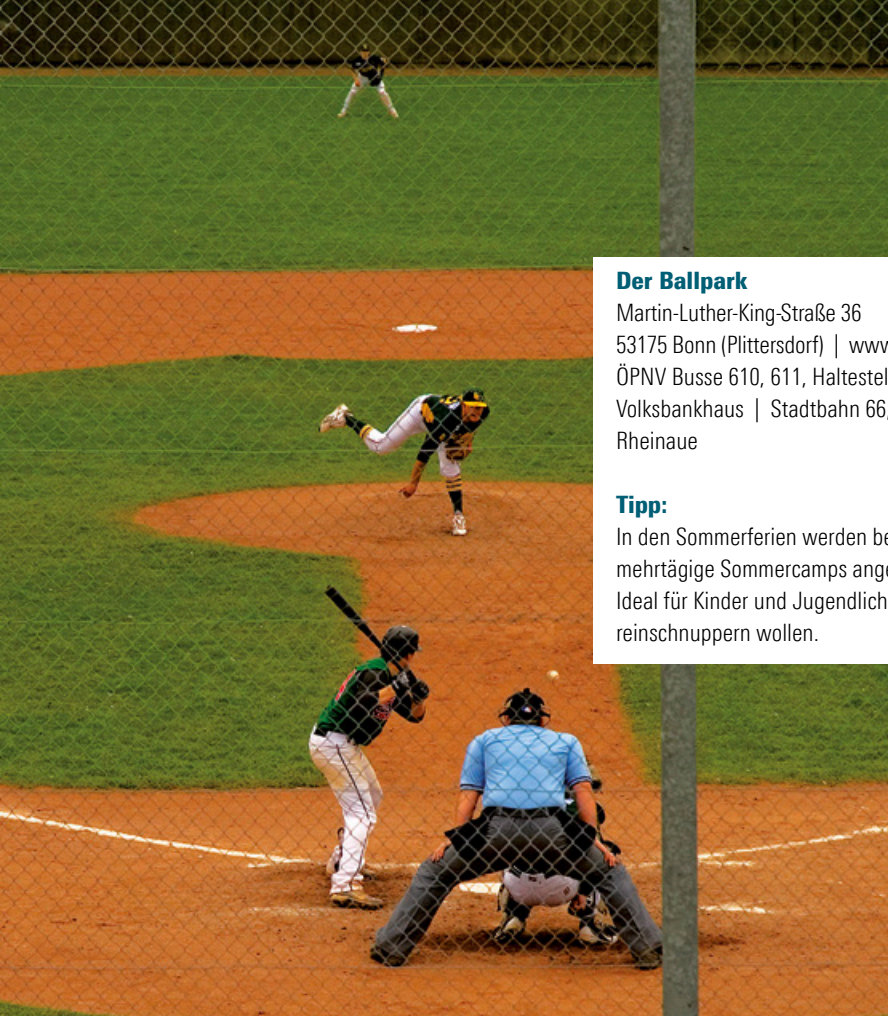 Der Ballpark
Martin-Luther-King-Straße 36
53175 Bonn (Plittersdorf) | www
ÖPNV Busse 610, 611, Haltestel
Volksbankhaus | Stadtbahn 66,
Rheinaue
Tipp:
In den Sommerferien werden be
mehrtägige Sommercamps ange
Ideal für Kinder und Jugendlich
reinschnuppern wollen.